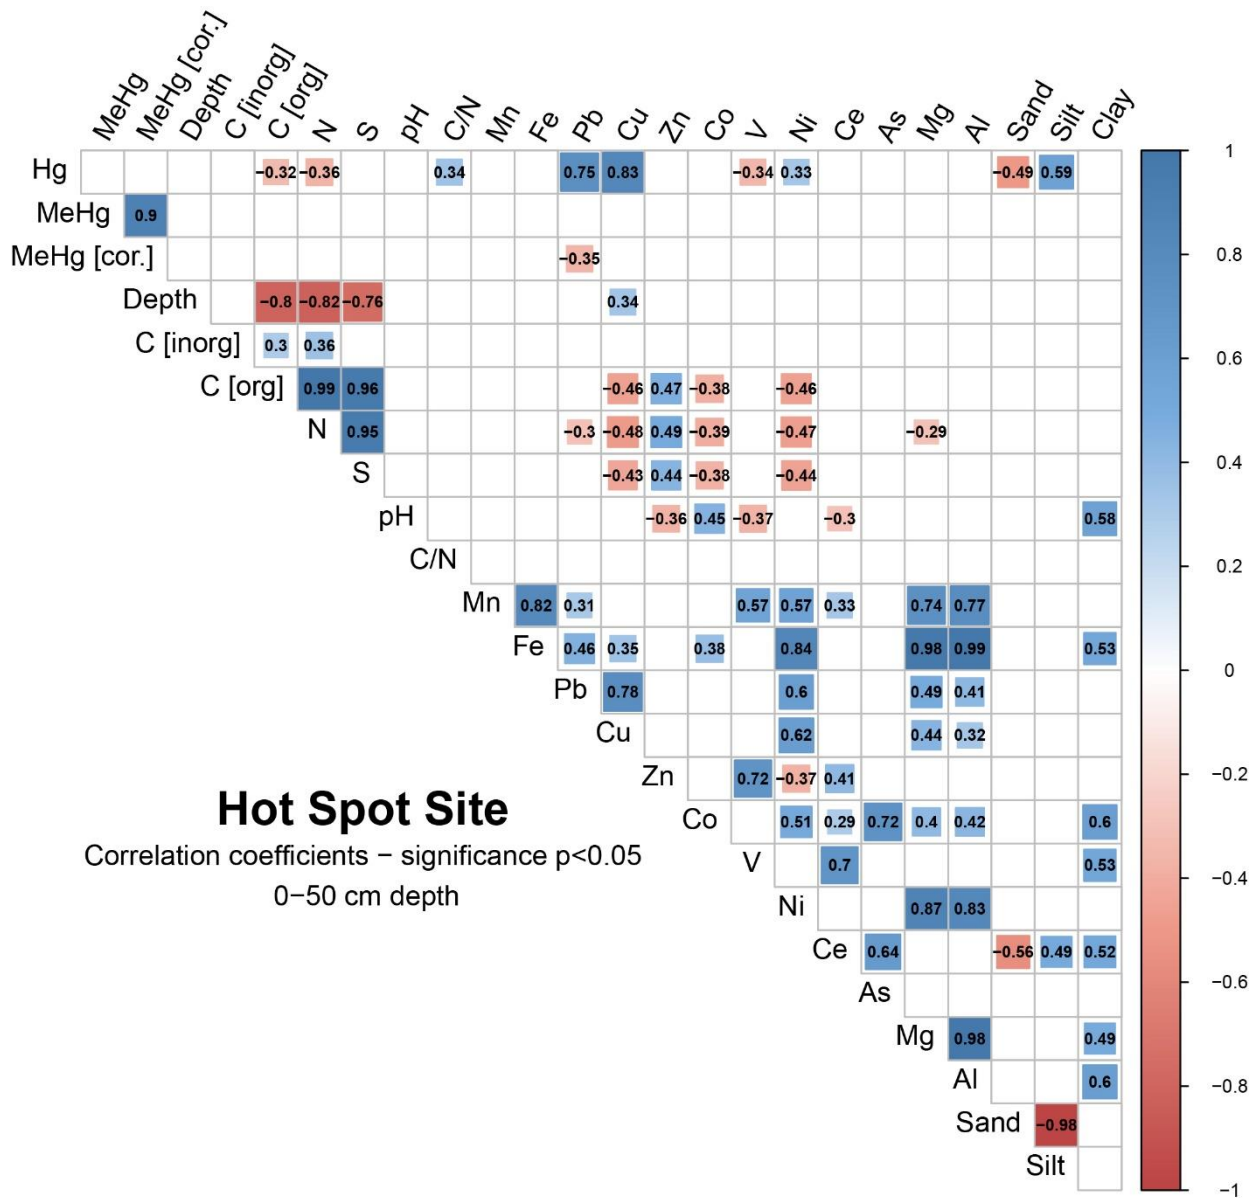 MeHg MeHg [cor.] Depth C [inorg] C [org] N S pH C/N Mn Fe Pb Cu Zn Co V Ni Ce As Mg Al Sand Silt Clay
Hg −0.32 −0.36 0.34 0.75 0.83 −0.34 0.33 −0.49 0.59
MeHg 0.9
MeHg [cor.] −0.35
Depth −0.8 −0.82 −0.76 0.34
C [inorg] 0.3 0.36
C [org] 0.99 0.96 −0.46 0.47 −0.38 −0.46
N 0.95 −0.3 −0.48 0.49 −0.39 −0.47 −0.29
S −0.43 0.44 −0.38 −0.44
pH −0.36 0.45 −0.37 −0.3 0.58
C/N
Mn 0.82 0.31 0.57 0.57 0.33 0.74 0.77
Fe 0.46 0.35 0.38 0.84 0.98 0.99 0.53
Pb 0.78 0.6 0.49 0.41
Cu 0.62 0.44 0.32
Zn 0.72 −0.37 0.41
Co 0.51 0.29 0.72 0.4 0.42 0.6
V 0.7 0.53
Ni 0.87 0.83
Ce 0.64 −0.56 0.49 0.52
As
Mg 0.98 0.49
Al 0.6
Sand −0.98
Silt
Hot Spot Site
Correlation coefficients − significance p<0.05
0−50 cm depth
1
0.8
0.6
0.4
0.2
0
−0.2
−0.4
−0.6
−0.8
−1